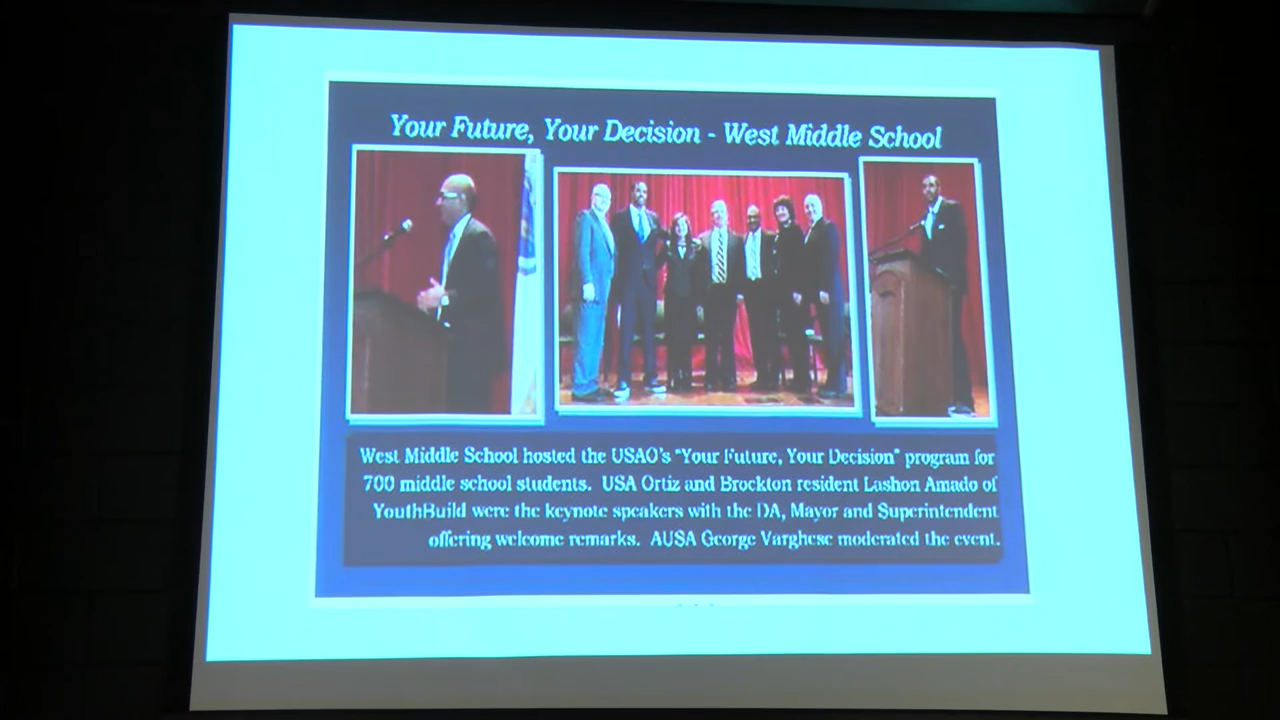 Your Future, Your Decision - West Middle School
West Middle School hosted the USAO's "Your Future, Your Decision" program for
700 middle school students. USA Ortiz and Brockton resident Lashon Amado of
YouthBuild were the keynote speakers with the DA, Mayor and Superintendent
offering welcome remarks. AUSA George Varghese moderated the event.